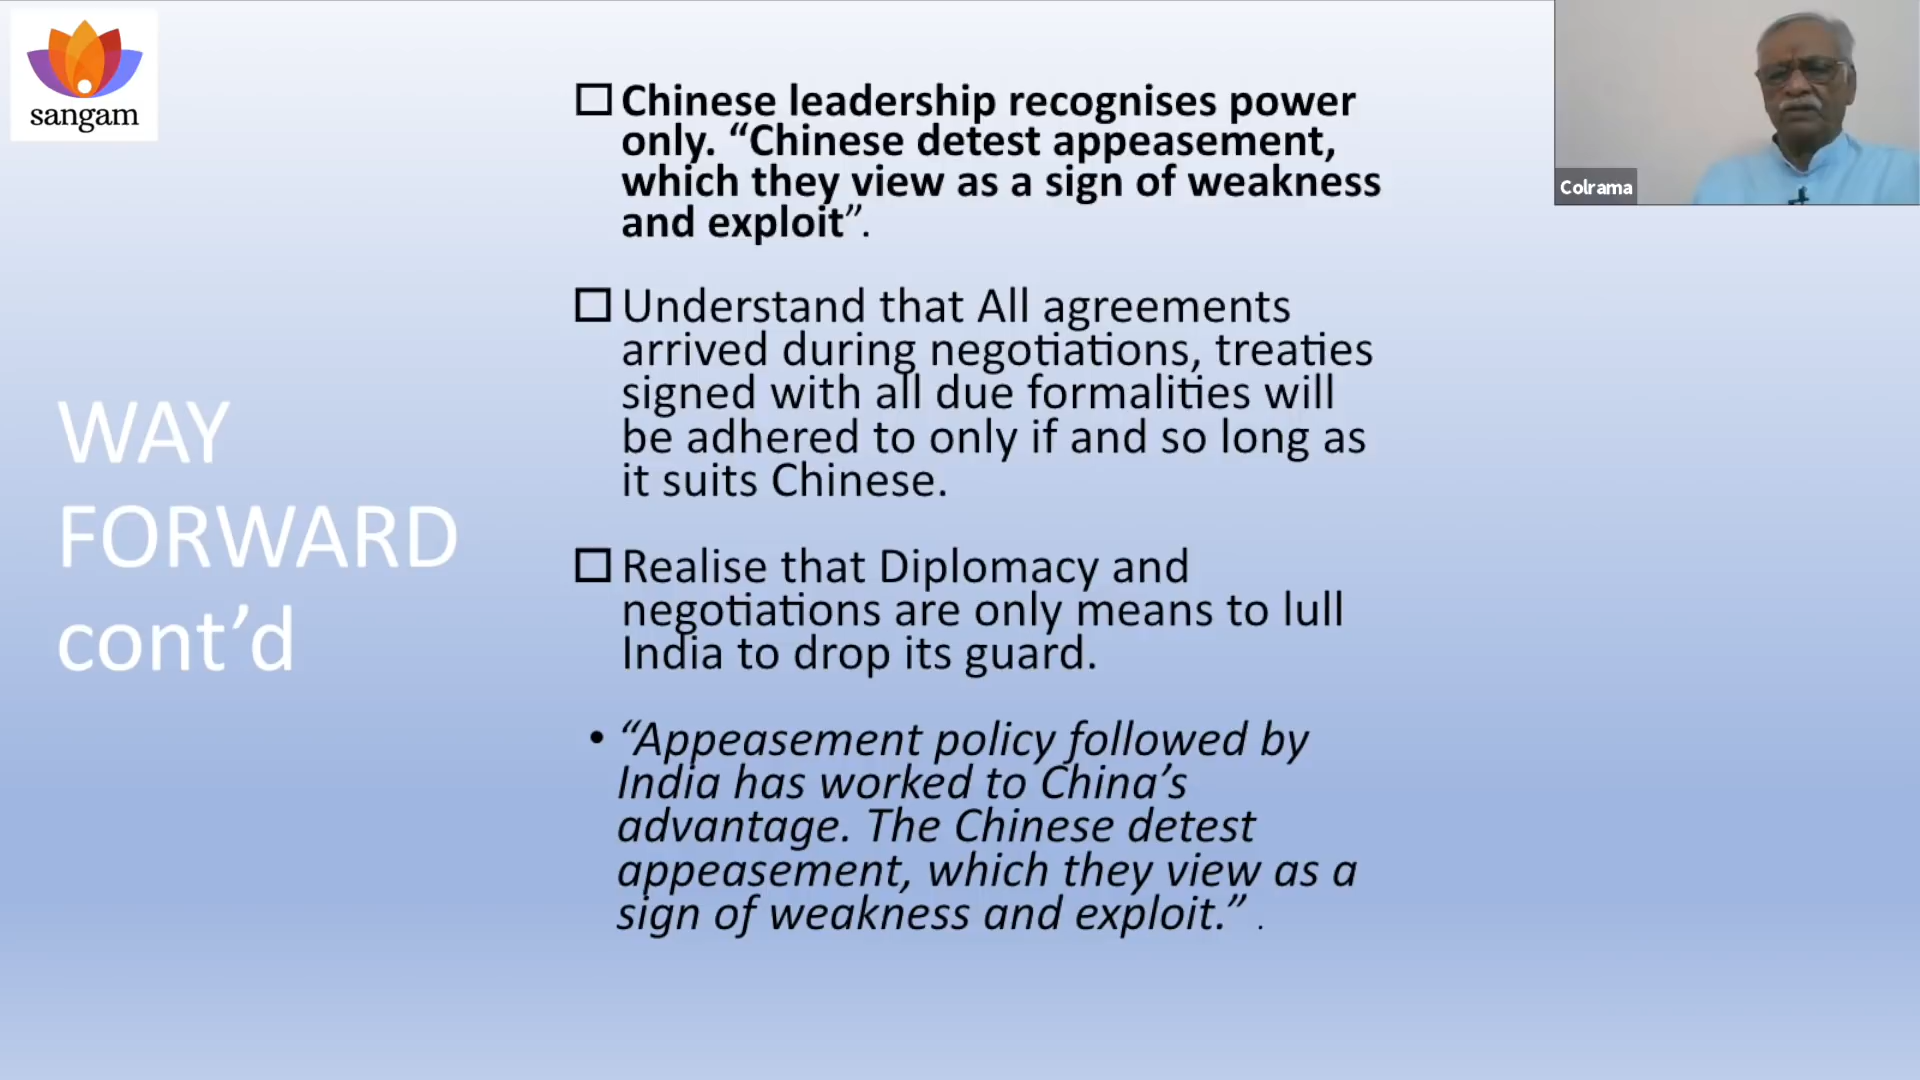 sangam
Chinese leadership recognises power
only. “Chinese detest appeasement,
which they view as a sign of weakness
and exploit”.
Understand that All agreements
arrived during negotiations, treaties
signed with all due formalities will
be adhered to only if and so long as
it suits Chinese.
Realise that Diplomacy and
negotiations are only means to lull
India to drop its guard.
• “Appeasement policy followed by
India has worked to China’s
advantage. The Chinese detest
appeasement, which they view as a
sign of weakness and exploit.” .
WAY
FORWARD
cont’d
Colrama